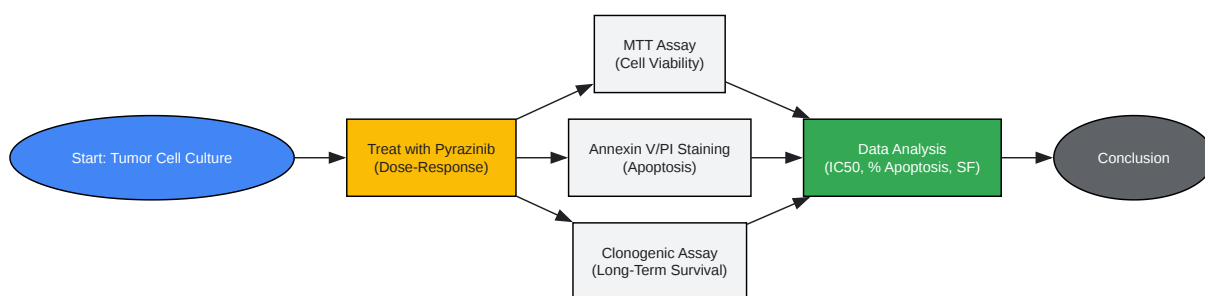 Start: Tumor Cell Culture
Treat with Pyrazinib
(Dose-Response)
MTT Assay
(Cell Viability)
Annexin V/PI Staining
(Apoptosis)
Clonogenic Assay
(Long-Term Survival)
Data Analysis
(IC50, % Apoptosis, SF)
Conclusion